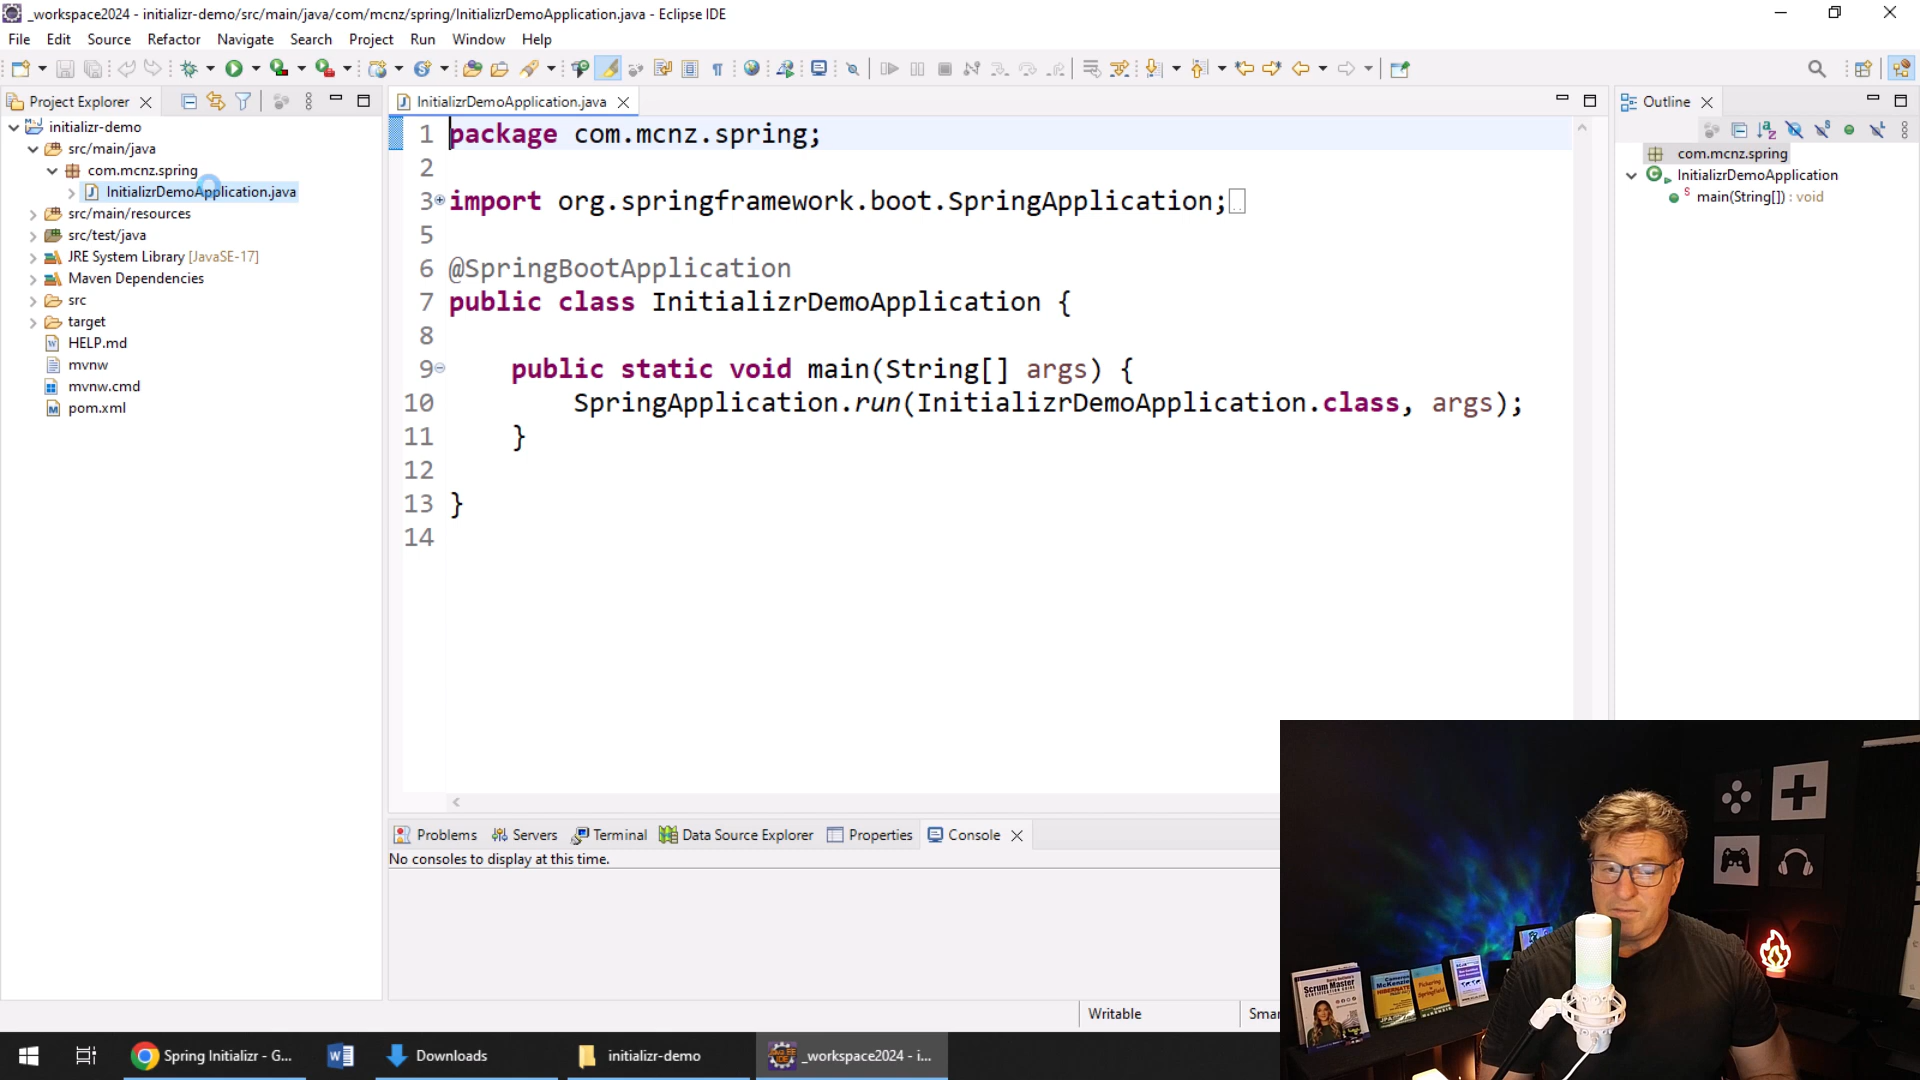 _workspace2024 - initializr-demo/src/main/java/com/mcnz/spring/InitializrDemoApplication.java - Eclipse IDE
File Edit Source Refactor Navigate Search Project Run Window Help
Project Explorer
initializr-demo
src/main/java
com.mcnz.spring
InitializrDemoApplication.java
src/main/resources
src/test/java
JRE System Library [JavaSE-17]
Maven Dependencies
src
target
HELP.md
mvnw
mvnw.cmd
pom.xml
InitializrDemoApplication.java
1 package com.mcnz.spring;
2
3 import org.springframework.boot.SpringApplication;
5
6 @SpringBootApplication
7 public class InitializrDemoApplication {
8
9 public static void main(String[] args) {
10 SpringApplication.run(InitializrDemoApplication.class, args);
11 }
12
13 }
14
Outline
com.mcnz.spring
InitializrDemoApplication
main(String[]) : void
Problems Servers Terminal Data Source Explorer Properties Console
No consoles to display at this time.
Writable
Smar
Scrum Master
HIBERNATE
Spring Initializr - G...
Downloads
initializr-demo
_workspace2024 - i...